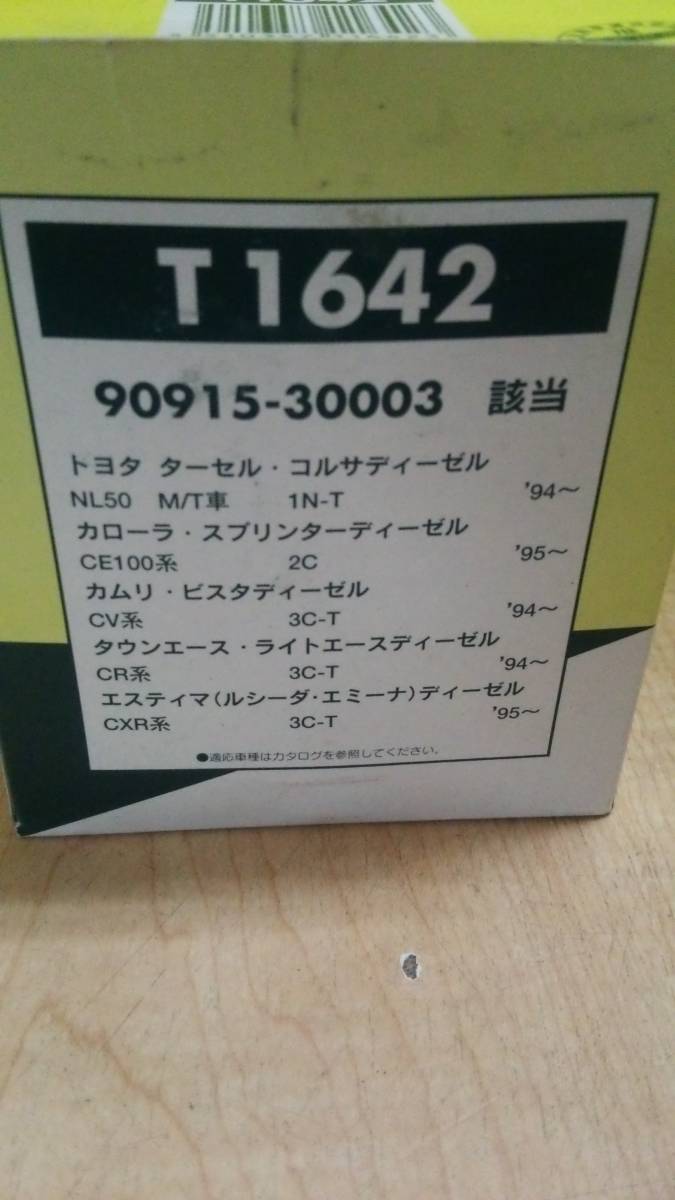 T 1642
90915-30003 該当
トヨタ ターセル・コルサディーゼル
NL50 M/T車 1N-T '94〜
カローラ・スプリンターディーゼル
CE100系 2C '95〜
カムリ・ビスタディーゼル
CV系 3C-T '94〜
タウンエース・ライトエースディーゼル
CR系 3C-T '94〜
エスティマ(ルシーダ・エミーナ)ディーゼル
CXR系 3C-T '95〜
●適応車種はカタログを参照してください。